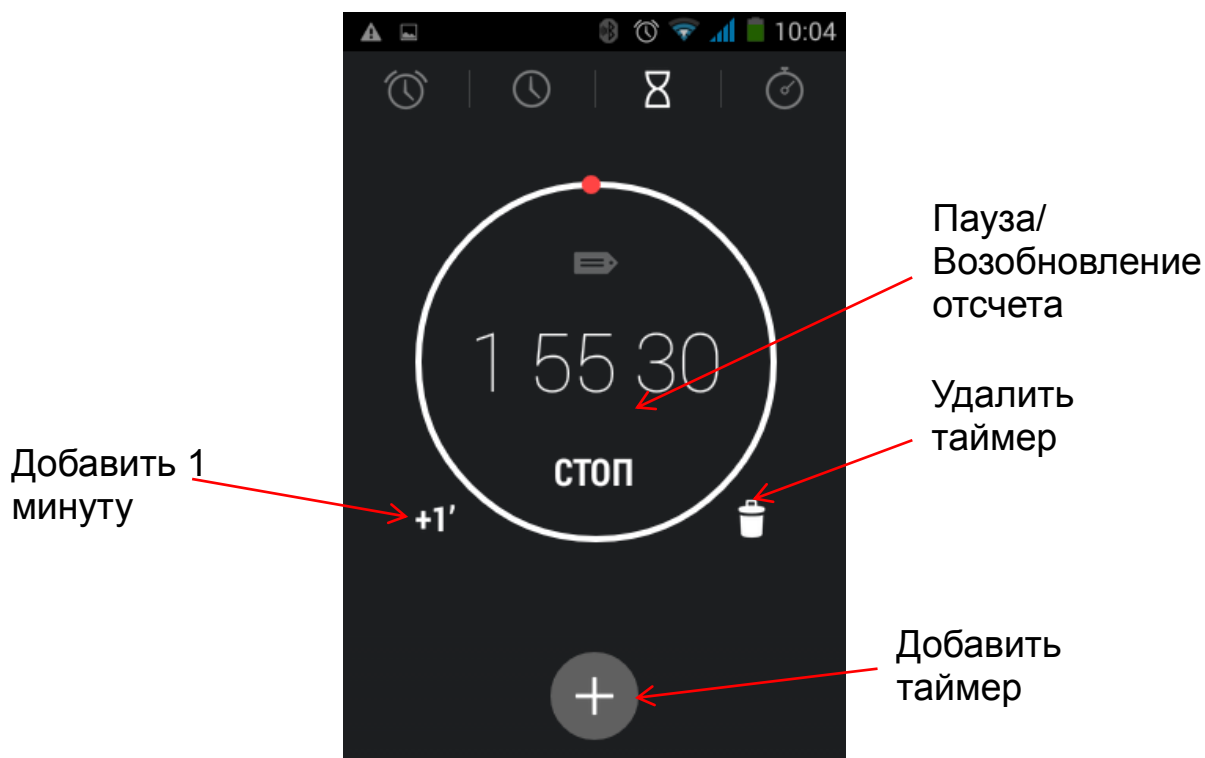 10:04
Пауза/
Возобновление
отсчета
1 55 30
Удалить
таймер
Добавить 1
минуту
СТОП
+1′
Добавить
таймер